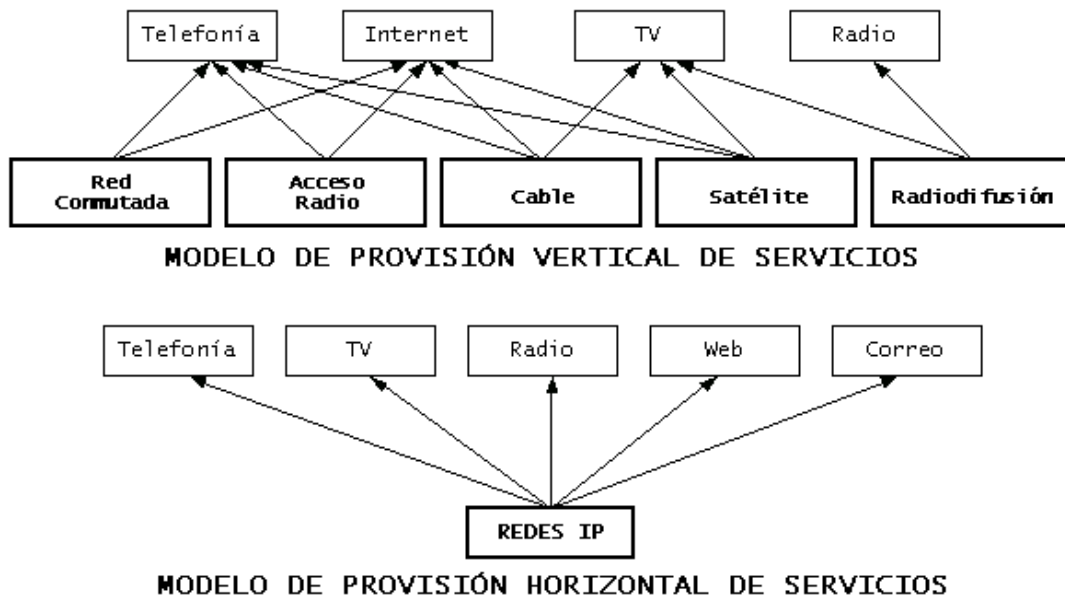 Telefonía
Internet
TV
Radio
Red
Conmutada
Acceso
Radio
Cable
Satélite
Radiodifusión
MODELO DE PROVISIÓN VERTICAL DE SERVICIOS
Telefonía
TV
Radio
Web
Correo
REDES IP
MODELO DE PROVISIÓN HORIZONTAL DE SERVICIOS